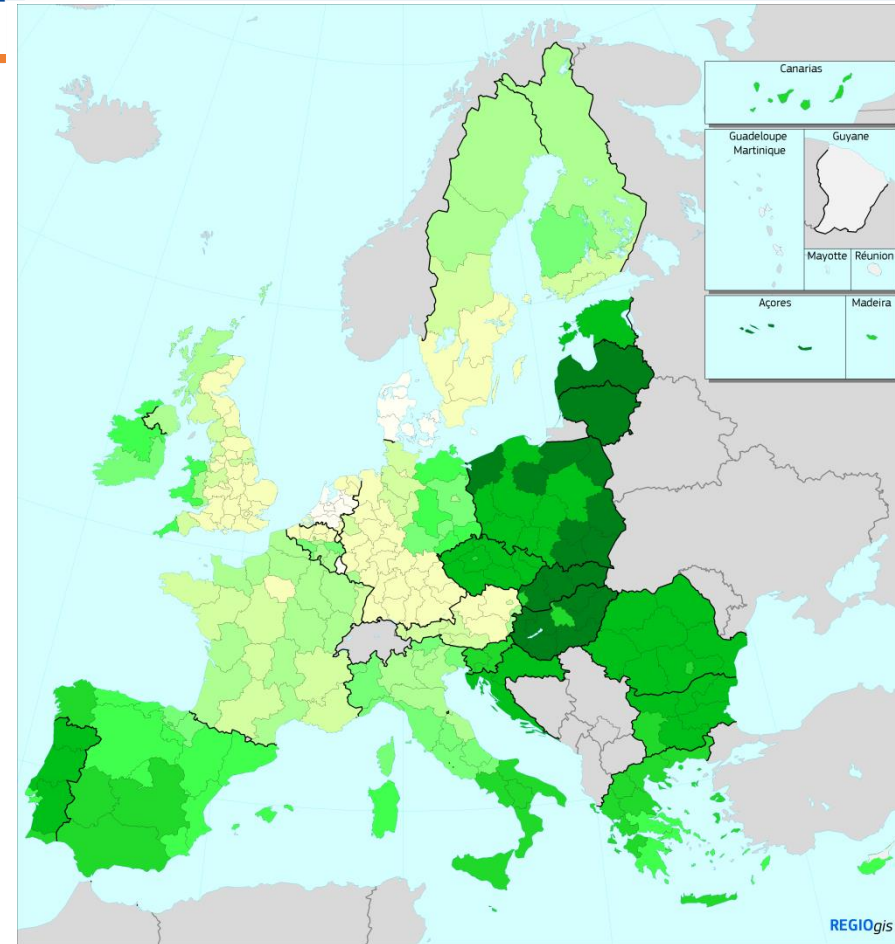 Canarias
Guadeloupe
Martinique
Guyane
Mayotte
Réunion
Açores
Madeira
REGIOgis